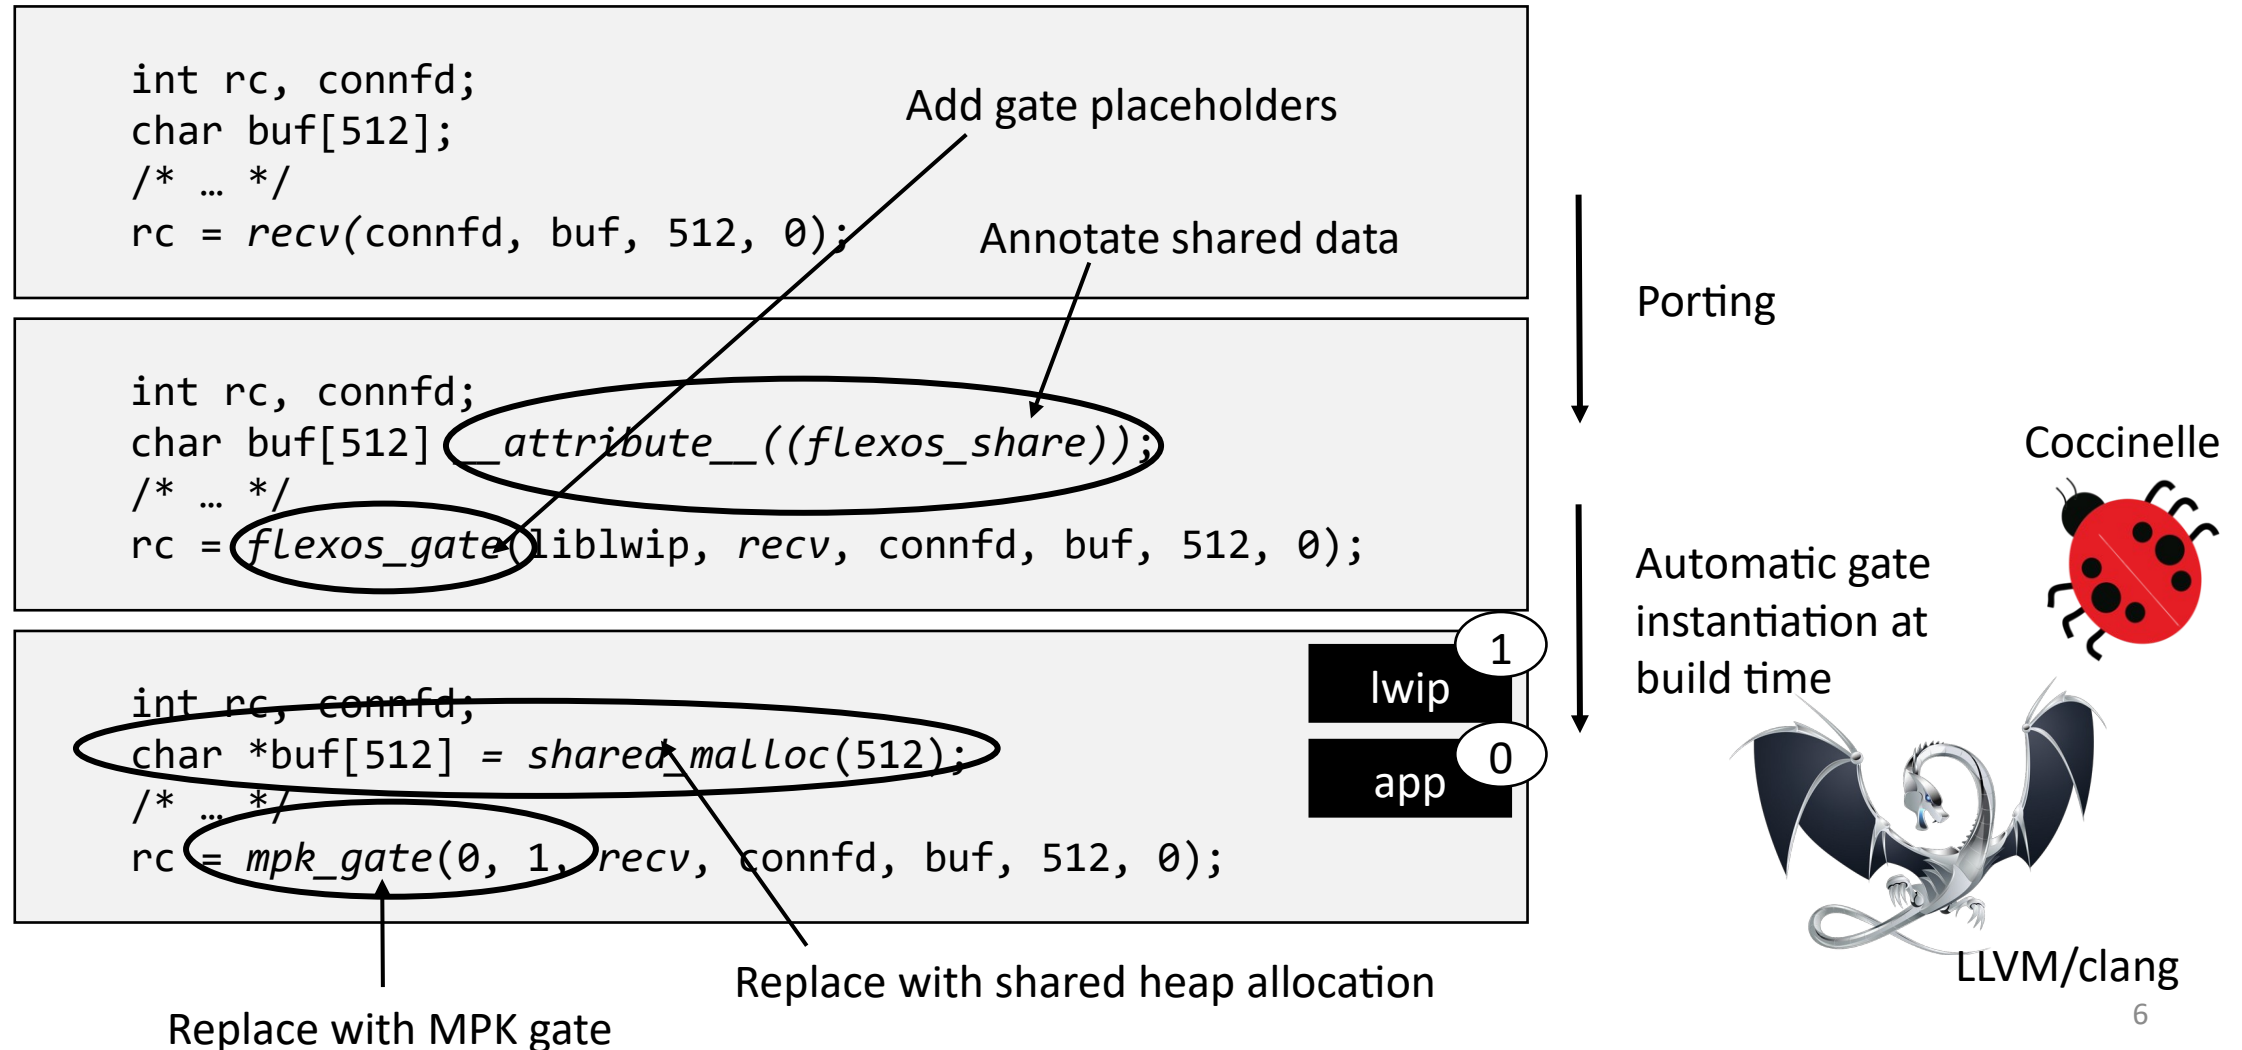 int rc, connfd;
char buf[512];
/* … */
rc = recv(connfd, buf, 512, 0);
Add gate placeholders
Annotate shared data
Porting
int rc, connfd;
char buf[512] __attribute__((flexos_share));
/* … */
rc = flexos_gate(liblwip, recv, connfd, buf, 512, 0);
Coccinelle
Automatic gate
instantiation at
build time
int rc, connfd;
char *buf[512] = shared_malloc(512);
/* … */
rc = mpk_gate(0, 1, recv, connfd, buf, 512, 0);
1
lwip
0
app
LLVM/clang
Replace with shared heap allocation
Replace with MPK gate
6